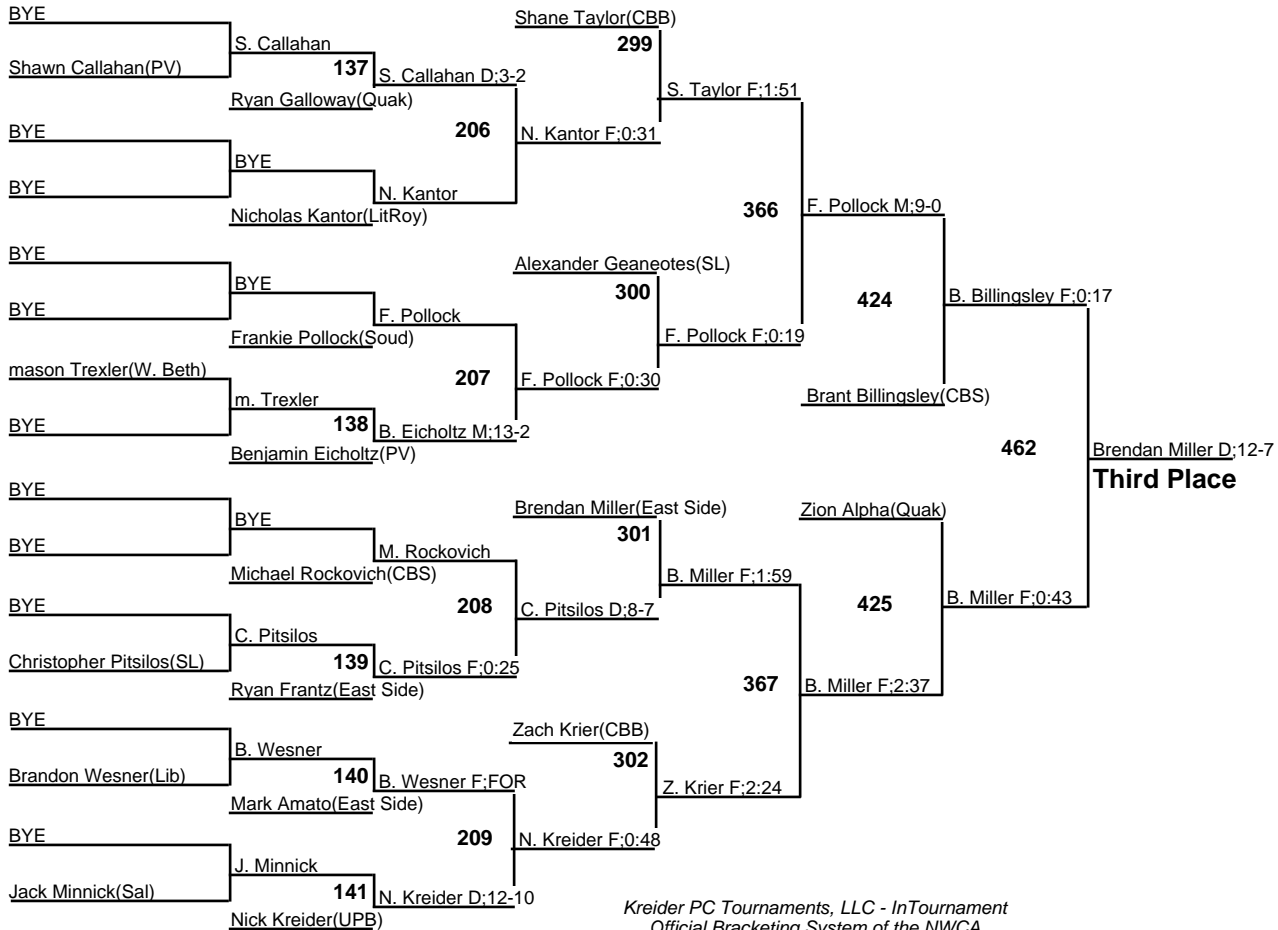 BYE
Shane Taylor(CBB)
299
S. Callahan
Shawn Callahan(PV)
137
S. Callahan D;3-2
Ryan Galloway(Quak)
S. Taylor F;1:51
206
BYE
N. Kantor F;0:31
BYE
BYE
N. Kantor
Nicholas Kantor(LitRoy)
366
F. Pollock M;9-0
BYE
Alexander Geaneotes(SL)
BYE
300
424
B. Billingsley F;0:17
BYE
F. Pollock
Frankie Pollock(Soud)
F. Pollock F;0:19
mason Trexler(W. Beth)
207
F. Pollock F;0:30
m. Trexler
Brant Billingsley(CBS)
BYE
138
B. Eicholtz M;13-2
Benjamin Eicholtz(PV)
462
Brendan Miller D;12-7
Third Place
BYE
Brendan Miller(East Side)
Zion Alpha(Quak)
BYE
301
BYE
M. Rockovich
Michael Rockovich(CBS)
B. Miller F;1:59
BYE
208
C. Pitsilos D;8-7
425
B. Miller F;0:43
C. Pitsilos
Christopher Pitsilos(SL)
139
C. Pitsilos F;0:25
Ryan Frantz(East Side)
367
B. Miller F;2:37
BYE
Zach Krier(CBB)
B. Wesner
302
Brandon Wesner(Lib)
140
B. Wesner F;FOR
Mark Amato(East Side)
Z. Krier F;2:24
BYE
209
N. Kreider F;0:48
J. Minnick
Jack Minnick(Sal)
141
N. Kreider D;12-10
Nick Kreider(UPB)
Kreider PC Tournaments, LLC - InTournament
Official Bracketing System of the NWCA